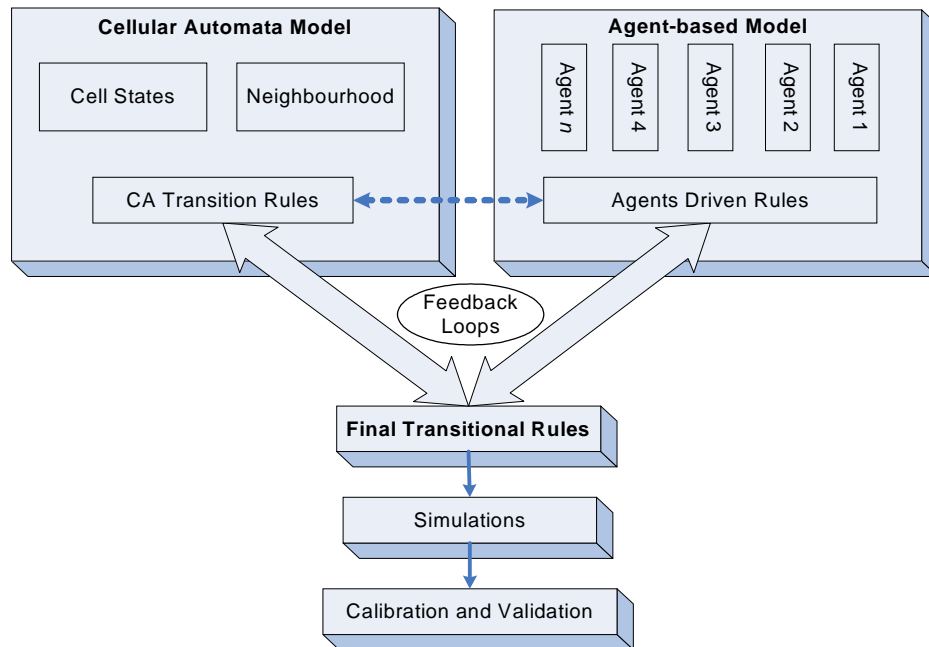 Cellular Automata Model
Cell States
Neighbourhood
CA Transition Rules
Agent-based Model
Agent n
Agent 4
Agent 3
Agent 2
Agent 1
Agents Driven Rules
Feedback
Loops
Final Transitional Rules
Simulations
Calibration and Validation